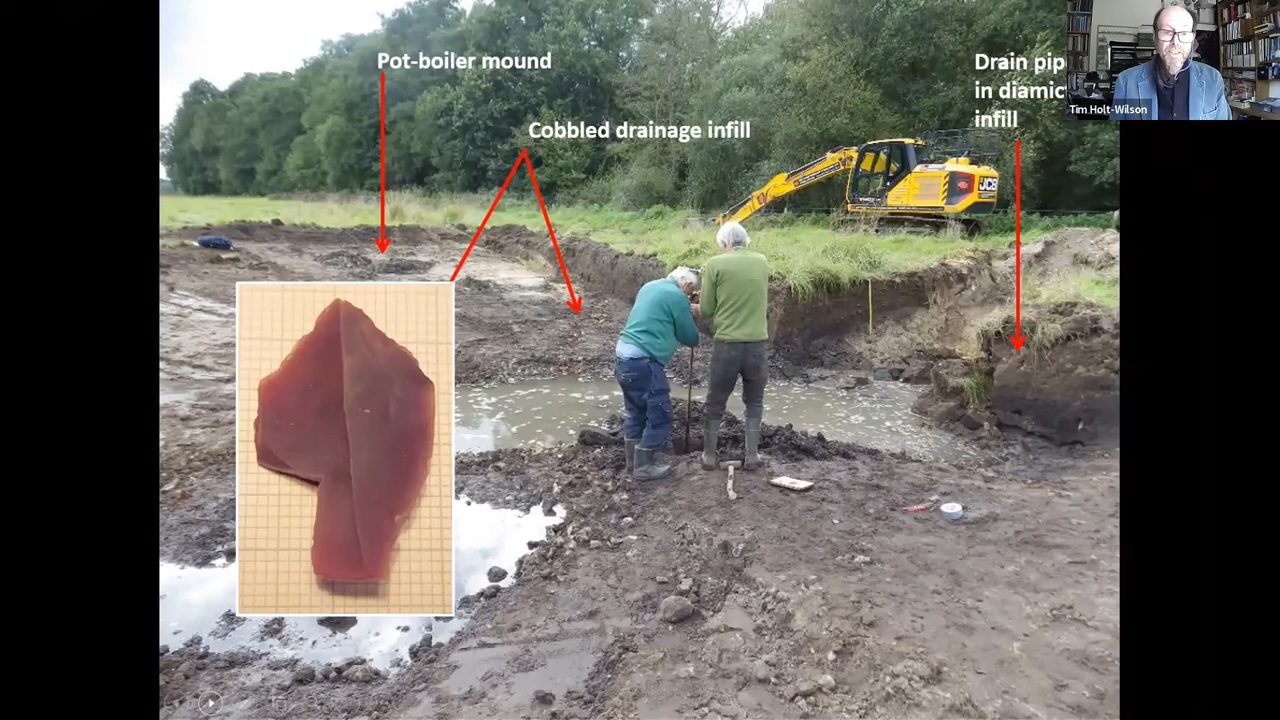 Pot-boiler mound
Cobbled drainage infill
Drain pip
in diamic
infill
Tim Holt-Wilson
JCB